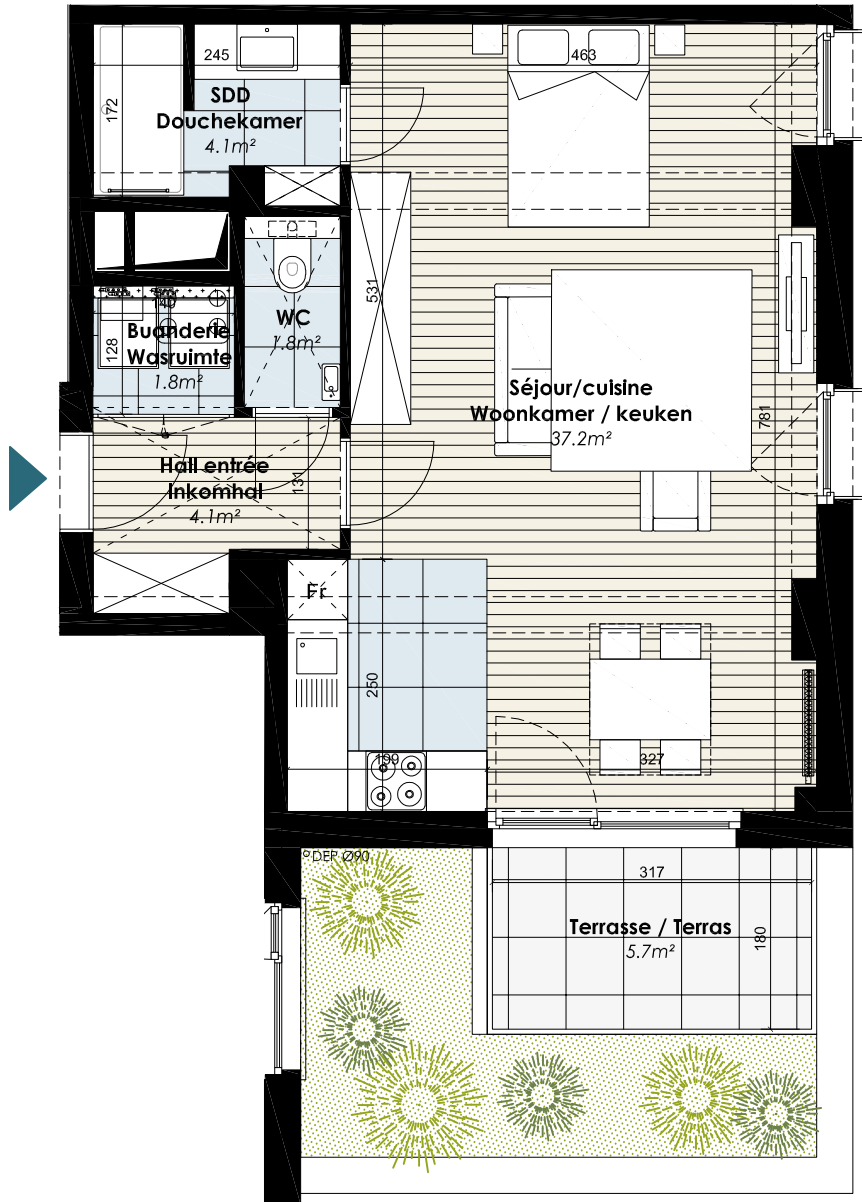 245
463
172
SDD
Douchekamer
4.1m²
531
WC
1.8m²
140
128
Buanderie
Wasruimte
1.8m²
Séjour/cuisine
Woonkamer / keuken
37.2m²
781
Hall entrée
Inkomhal
4.1m²
131
Fr
250
199
327
DEP Ø90
317
Terrasse / Terras
5.7m²
180